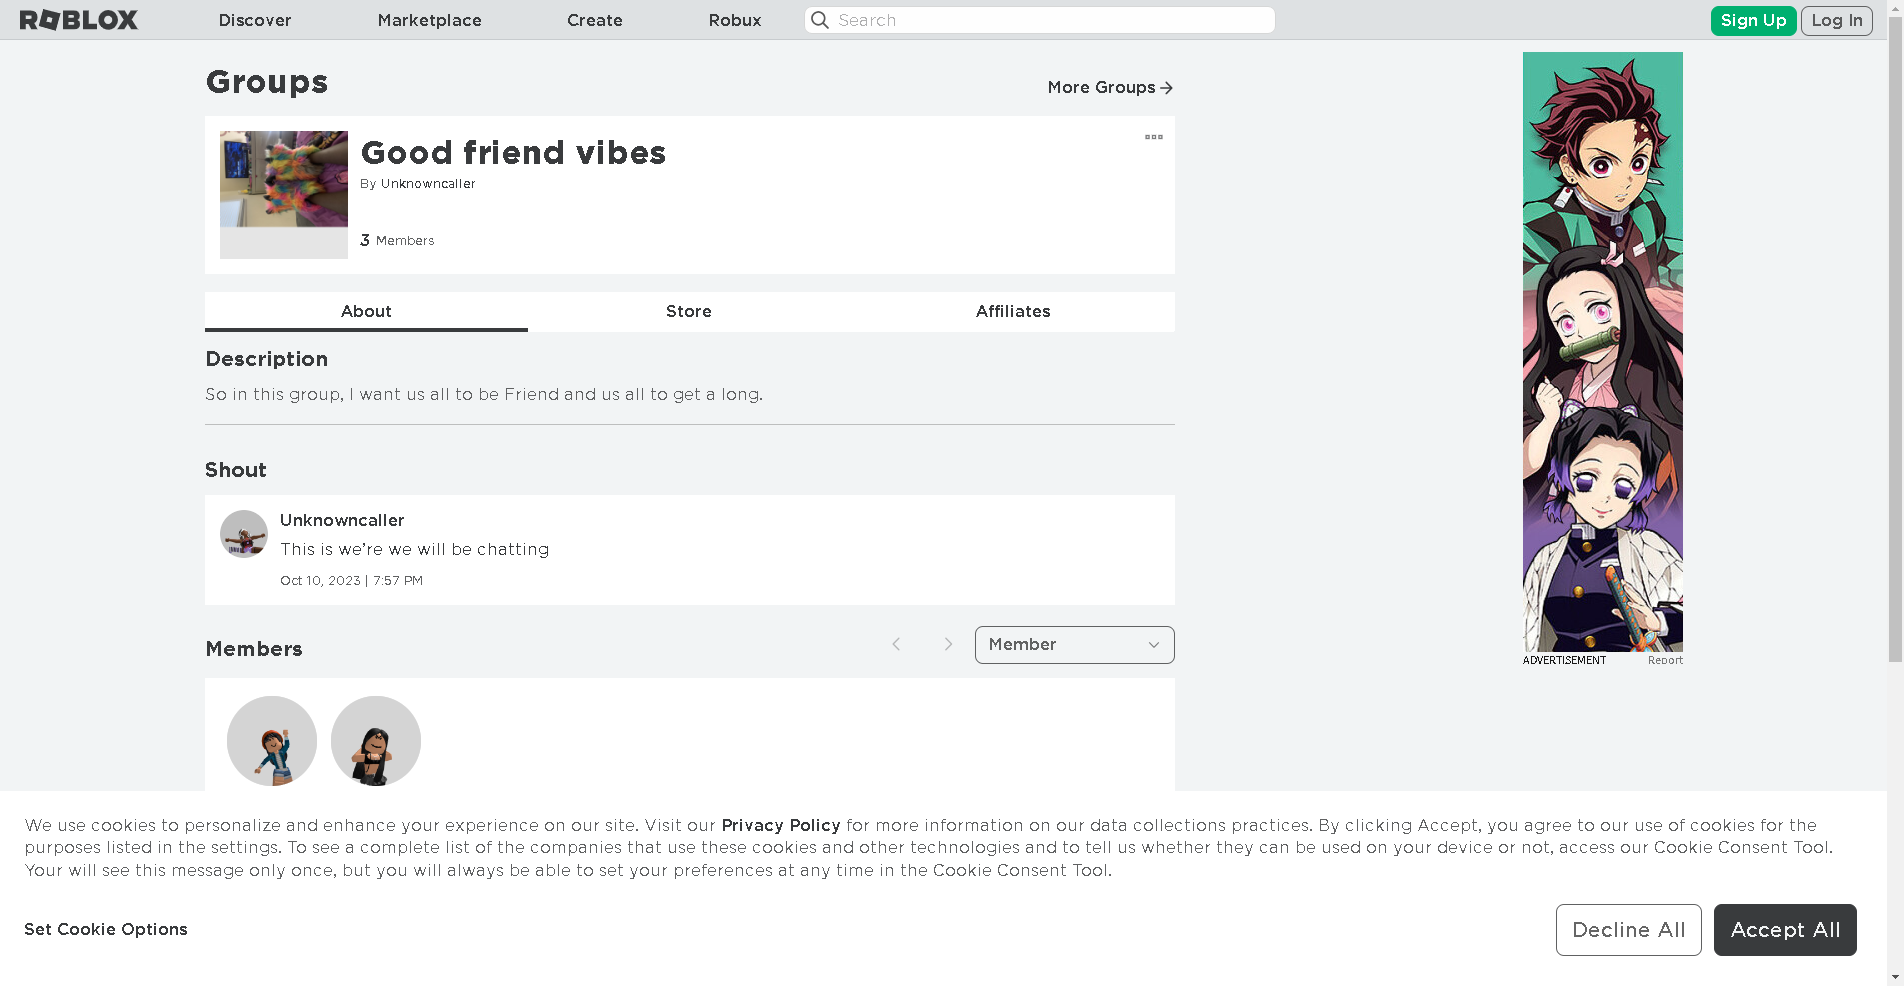 ROBLOX Discover Marketplace Create Robux Search Sign Up Log In
Groups
More Groups
Good friend vibes
By Unknowncaller
3 Members
About Store Affiliates
Description
So in this group, I want us all to be Friend and us all to get a long.
Shout
Unknowncaller
This is we’re we will be chatting
Oct 10, 2023 | 7:57 PM
Members
Member
ADVERTISEMENT Report
We use cookies to personalize and enhance your experience on our site. Visit our Privacy Policy for more information on our data collections practices. By clicking Accept, you agree to our use of cookies for the
purposes listed in the settings. To see a complete list of the companies that use these cookies and other technologies and to tell us whether they can be used on your device or not, access our Cookie Consent Tool.
Your will see this message only once, but you will always be able to set your preferences at any time in the Cookie Consent Tool.
Set Cookie Options
Decline All
Accept All